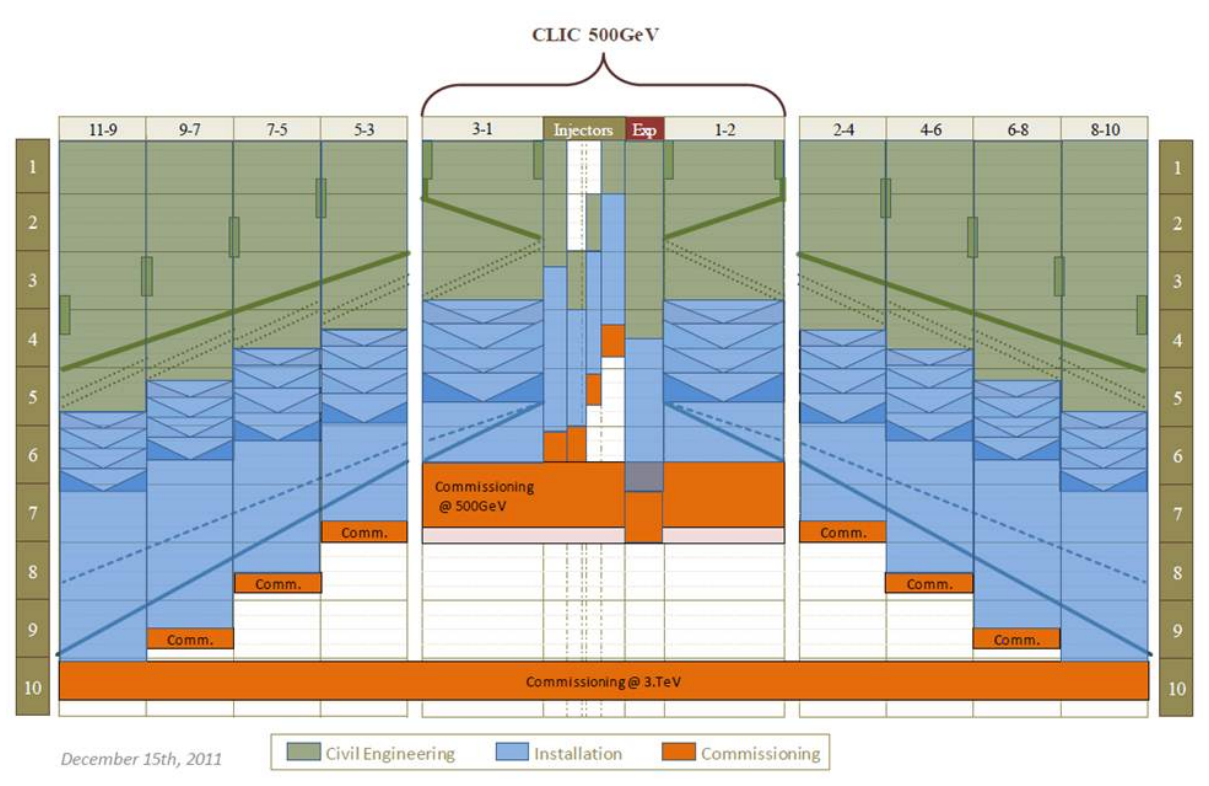 CLIC 500GeV
11-9 9-7 7-5 5-3 3-1 Injectors Exp 1-2 2-4 4-6 6-8 8-10
1 1
2 2
3 3
4 4
5 5
6 6
Commissioning
@ 500GeV
7 7
Comm. Comm.
8 8
Comm. Comm.
9 9
Comm. Comm.
10 Commissioning @ 3.TeV 10
December 15th, 2011
Civil Engineering Installation Commissioning